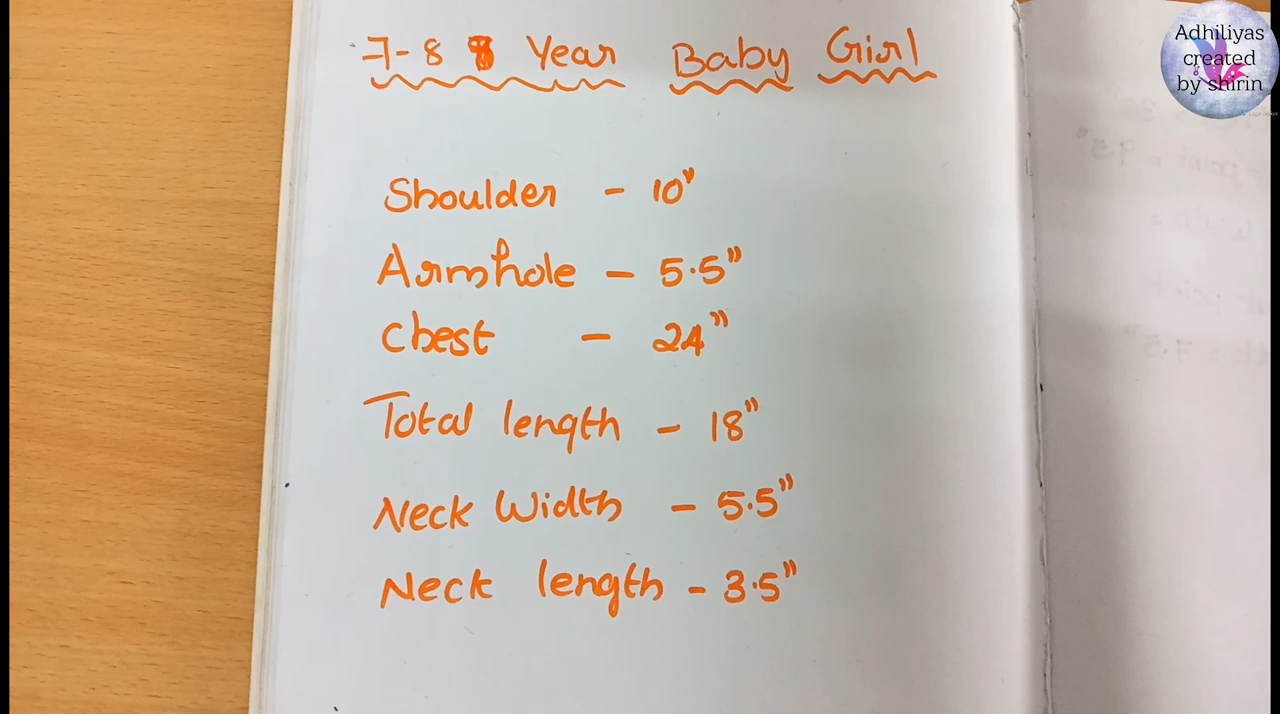 7-8 Year Baby Girl
Shoulder - 10"
Armhole - 5.5"
Chest - 24"
Total length - 18"
Neck Width - 5.5"
Neck length - 3.5"
Adhiliyas
created
by shirin